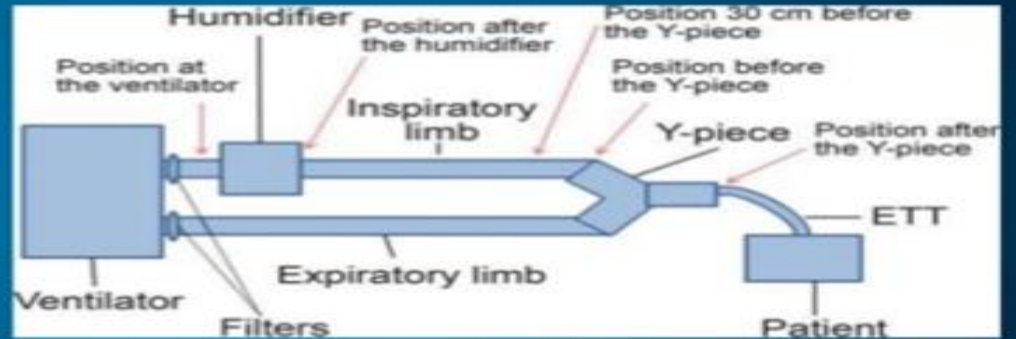 Humidifier
Position after
the humidifier
Position 30 cm before
the Y-piece
Position at
the ventilator
Position before
the Y-piece
Inspiratory
limb
Y-piece
Position after
the Y-piece
ETT
Expiratory limb
Ventilator
Filters
Patient